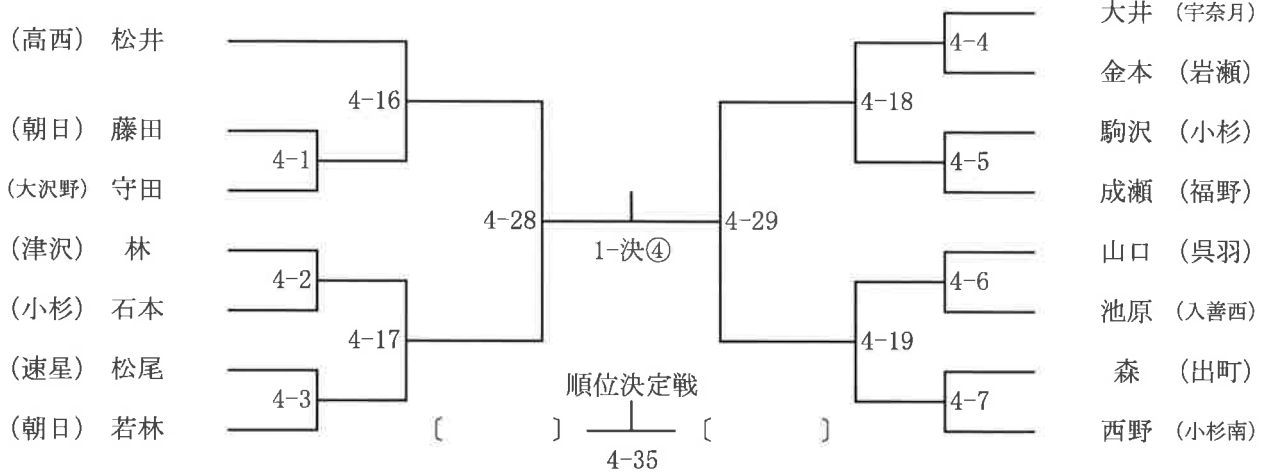 (高西) 松井
(朝日) 藤田
(大沢野) 守田
(津沢) 林
(小杉) 石本
(速星) 松尾
(朝日) 若林
4-16
4-1
4-2
4-17
4-3
4-28
1-決④
4-29
順位決定戦
〔 〕 〔 〕
4-35
4-4
4-18
4-5
4-6
4-19
4-7
大井 (宇奈月)
金本 (岩瀬)
駒沢 (小杉)
成瀬 (福野)
山口 (呉羽)
池原 (入善西)
森 (出町)
西野 (小杉南)